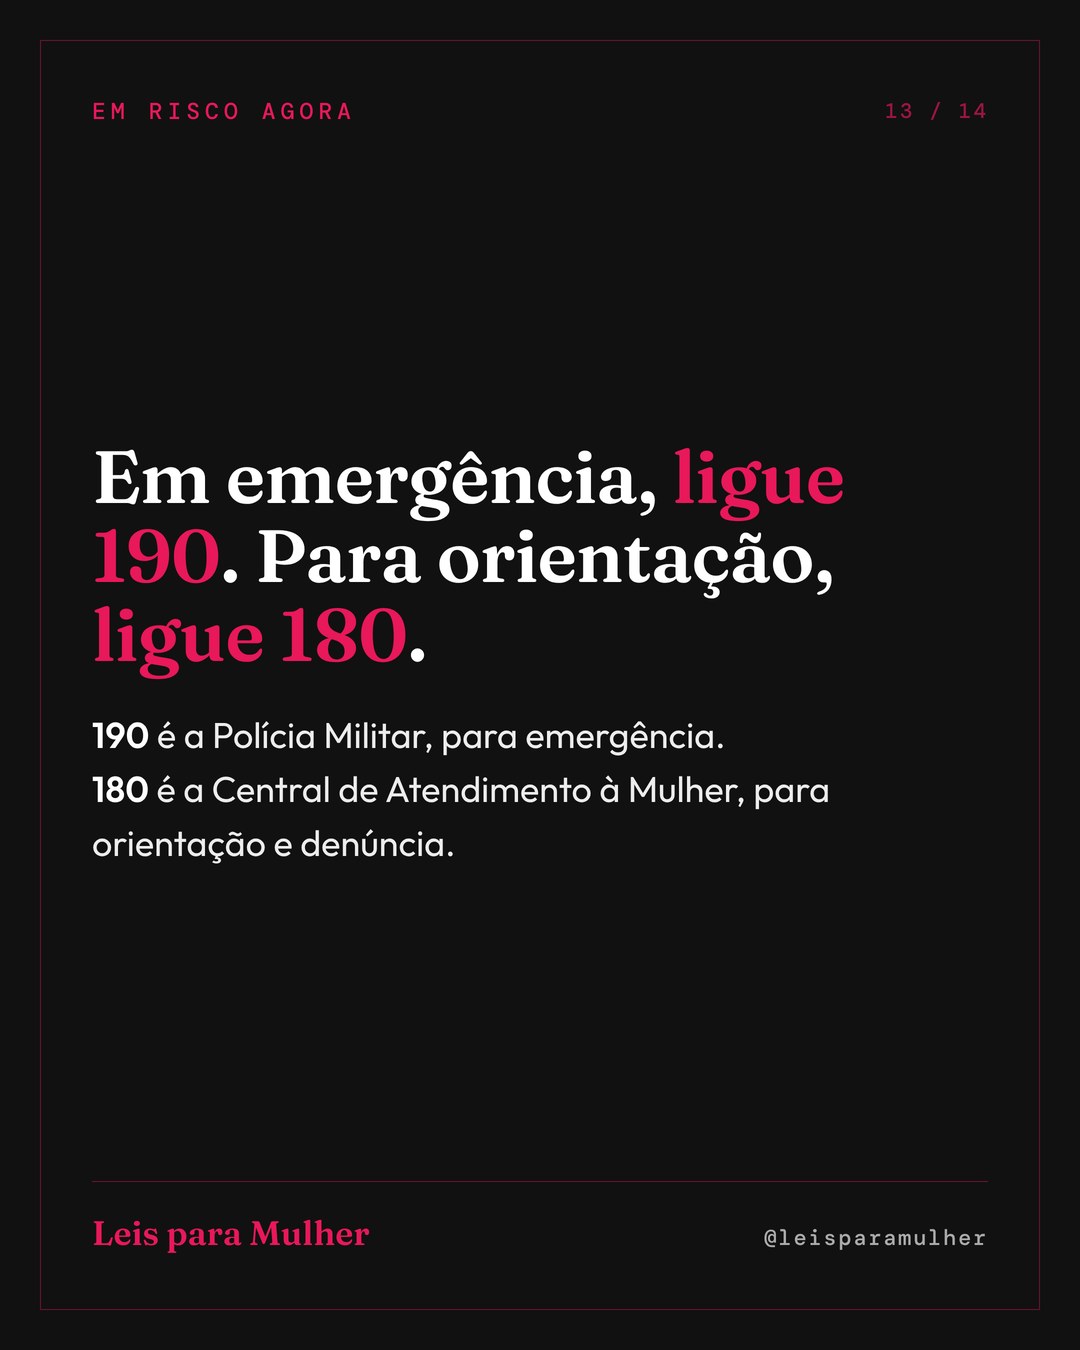 EM RISCO AGORA
13 / 14
Em emergência, ligue
190. Para orientação,
ligue 180.
190 é a Polícia Militar, para emergência.
180 é a Central de Atendimento à Mulher, para
orientação e denúncia.
Leis para Mulher
@leisparamulher